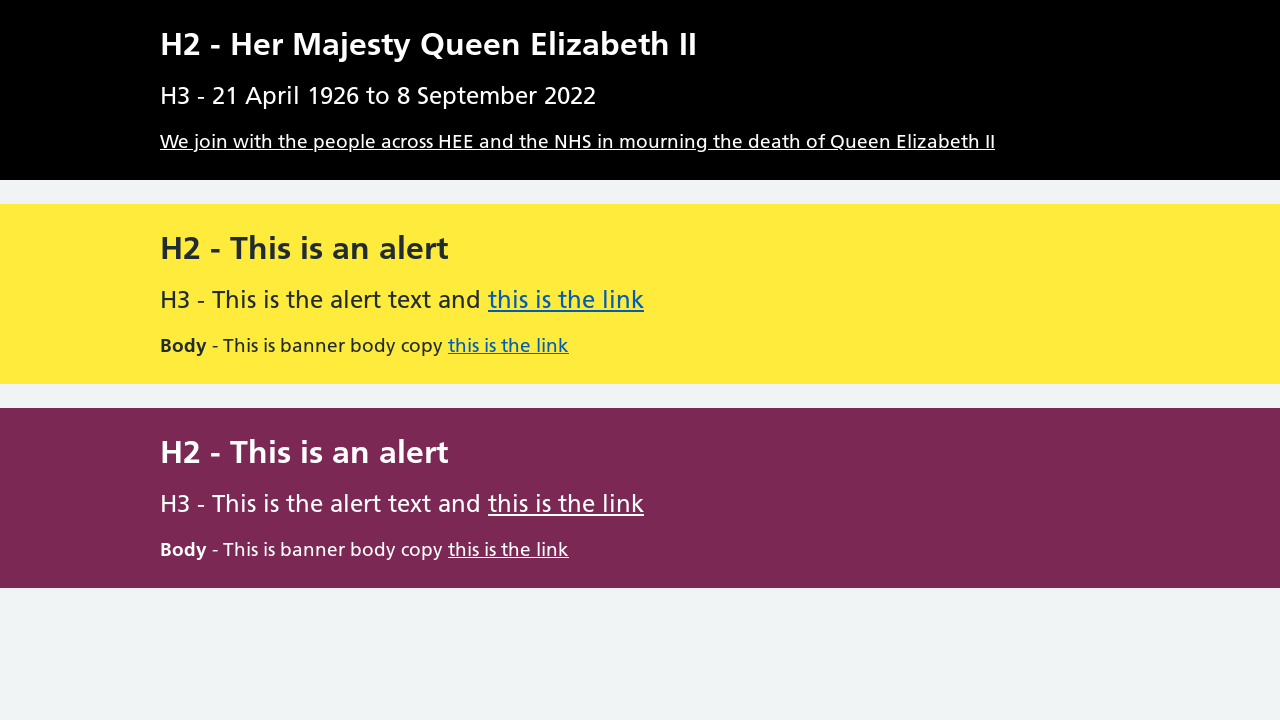 H2 - Her Majesty Queen Elizabeth II
H3 - 21 April 1926 to 8 September 2022
We join with the people across HEE and the NHS in mourning the death of Queen Elizabeth II
H2 - This is an alert
H3 - This is the alert text and this is the link
Body - This is banner body copy this is the link
H2 - This is an alert
H3 - This is the alert text and this is the link
Body - This is banner body copy this is the link